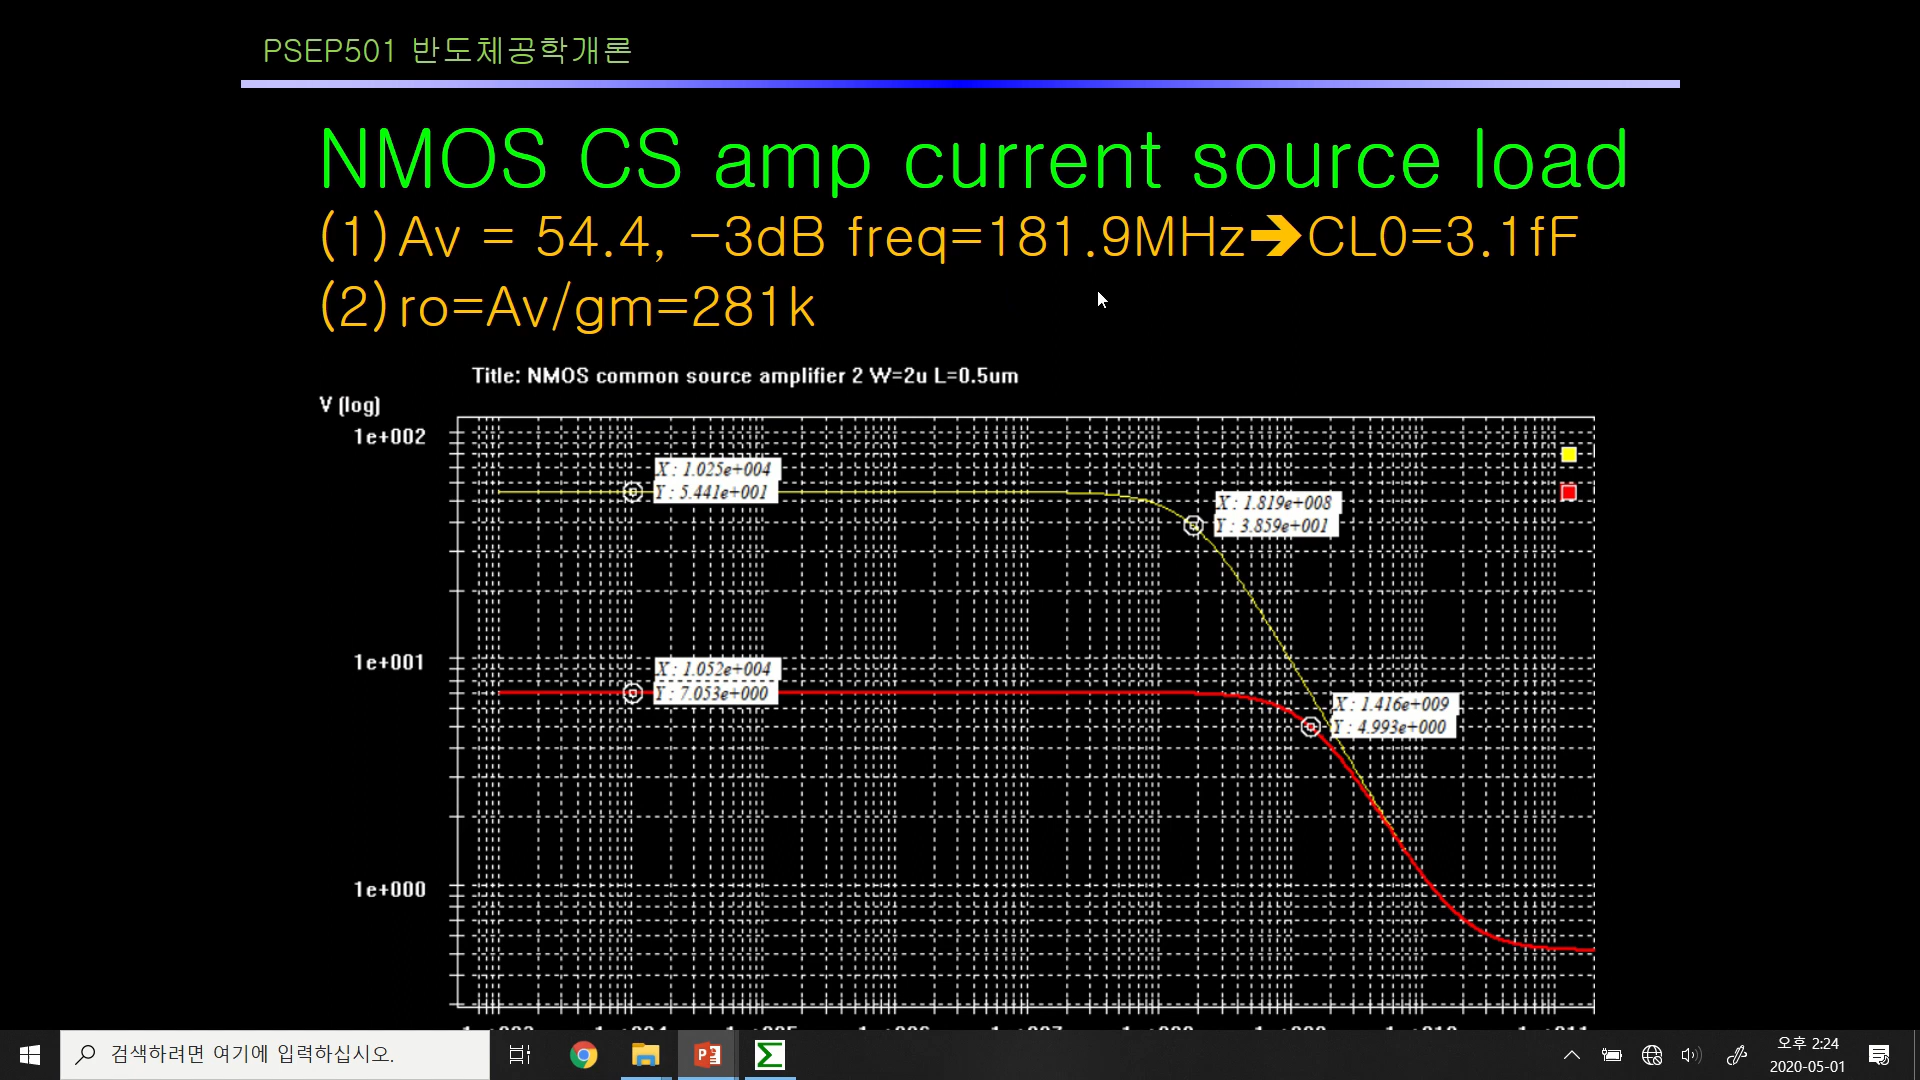 PSEP501 반도체공학개론
NMOS CS amp current source load
(1)Av = 54.4, -3dB freq=181.9MHz➔CL0=3.1fF
(2)ro=Av/gm=281k
Title: NMOS common source amplifier 2 W=2u L=0.5um
V (log)
1e+002
X : 1.025e+004
Y : 5.441e+001
X : 1.819e+008
Y : 3.859e+001
1e+001
X : 1.052e+004
Y : 7.053e+000
X : 1.416e+009
Y : 4.993e+000
1e+000
검색하려면 여기에 입력하십시오.
오후 2:24
2020-05-01